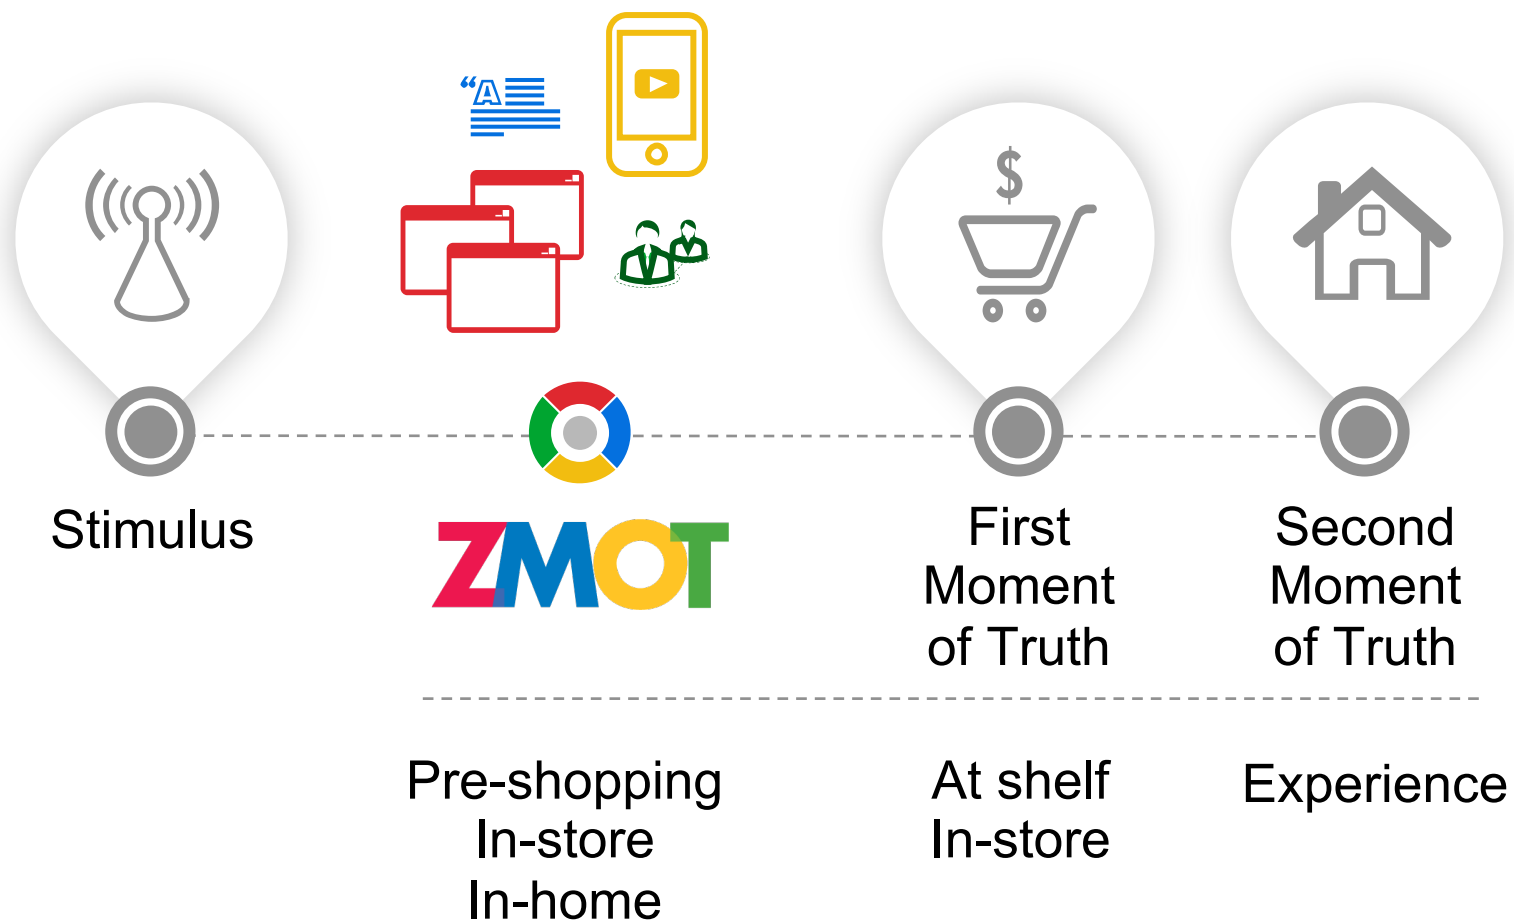 “A
$
Stimulus
ZMOT
First
Moment
of Truth
Second
Moment
of Truth
Pre-shopping
In-store
In-home
At shelf
In-store
Experience